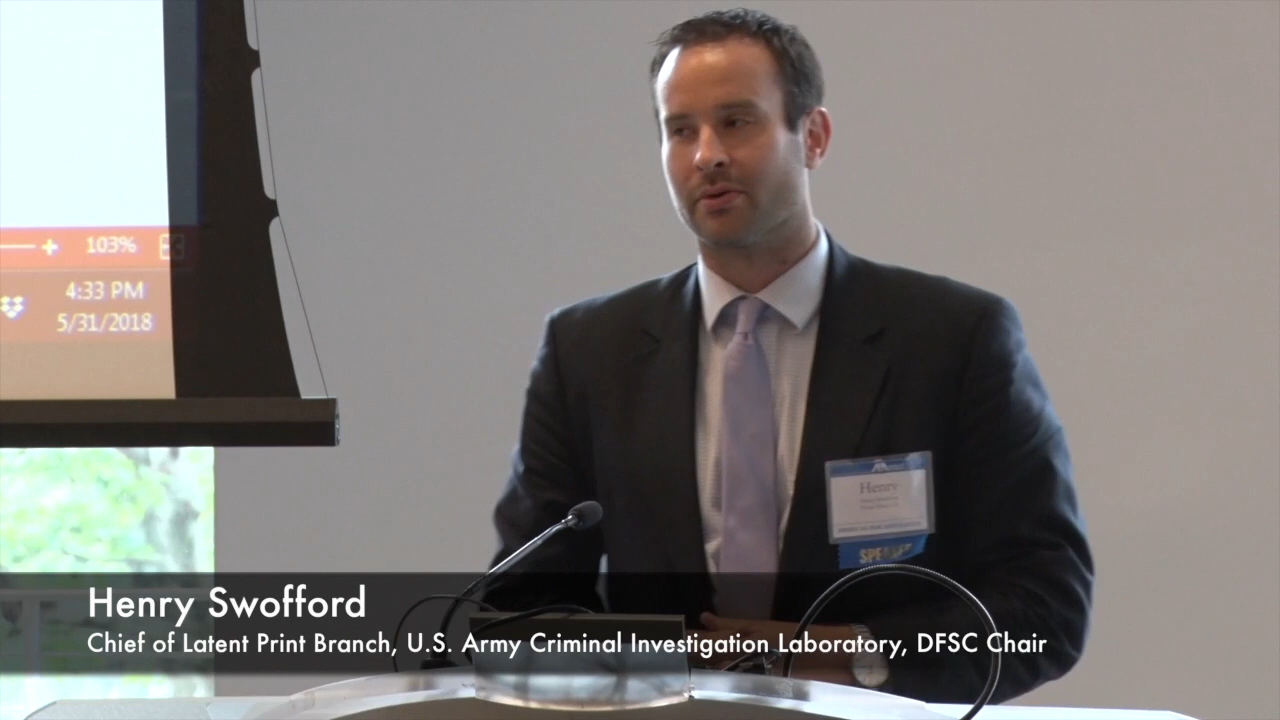 103%
4:33 PM
5/31/2018
Henry
SPEAKER
Henry Swofford
Chief of Latent Print Branch, U.S. Army Criminal Investigation Laboratory, DFSC Chair